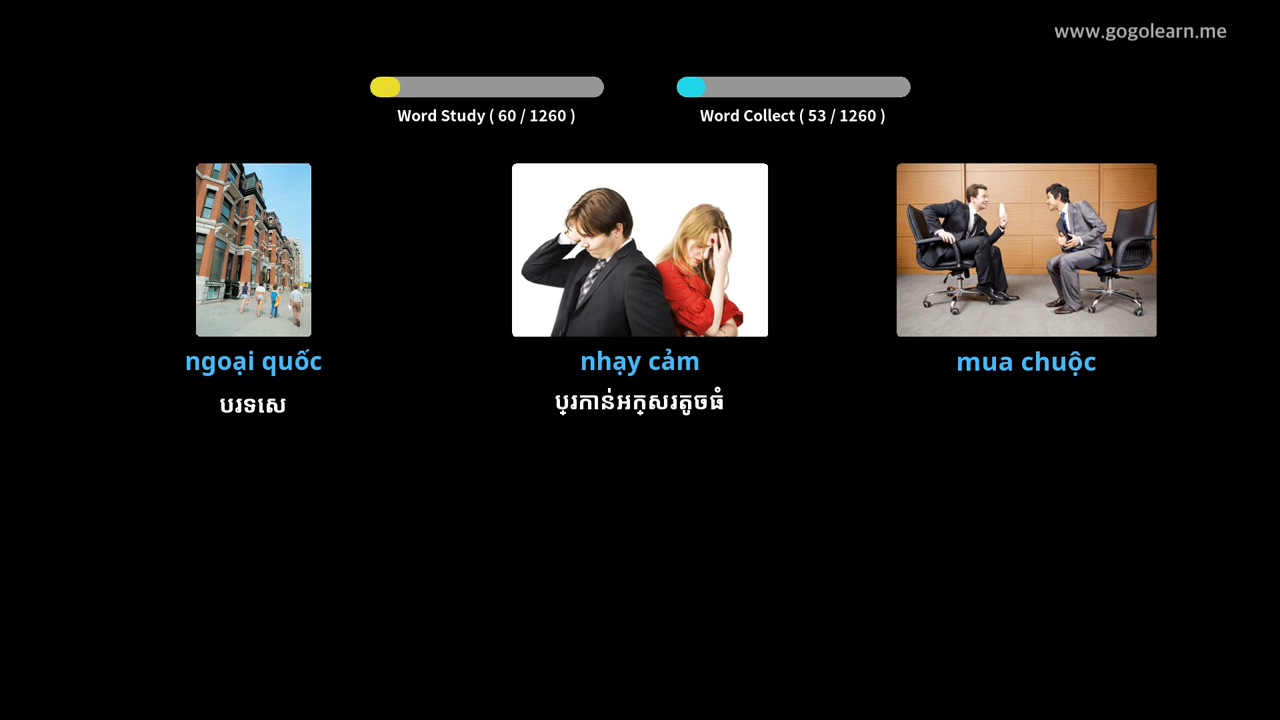 www.gogolearn.me
Word Study ( 60 / 1260 )
Word Collect ( 53 / 1260 )
ngoại quốc
nhạy cảm
mua chuộc
បរទសេ
ប្រកាន់អក្សរតូចធំ